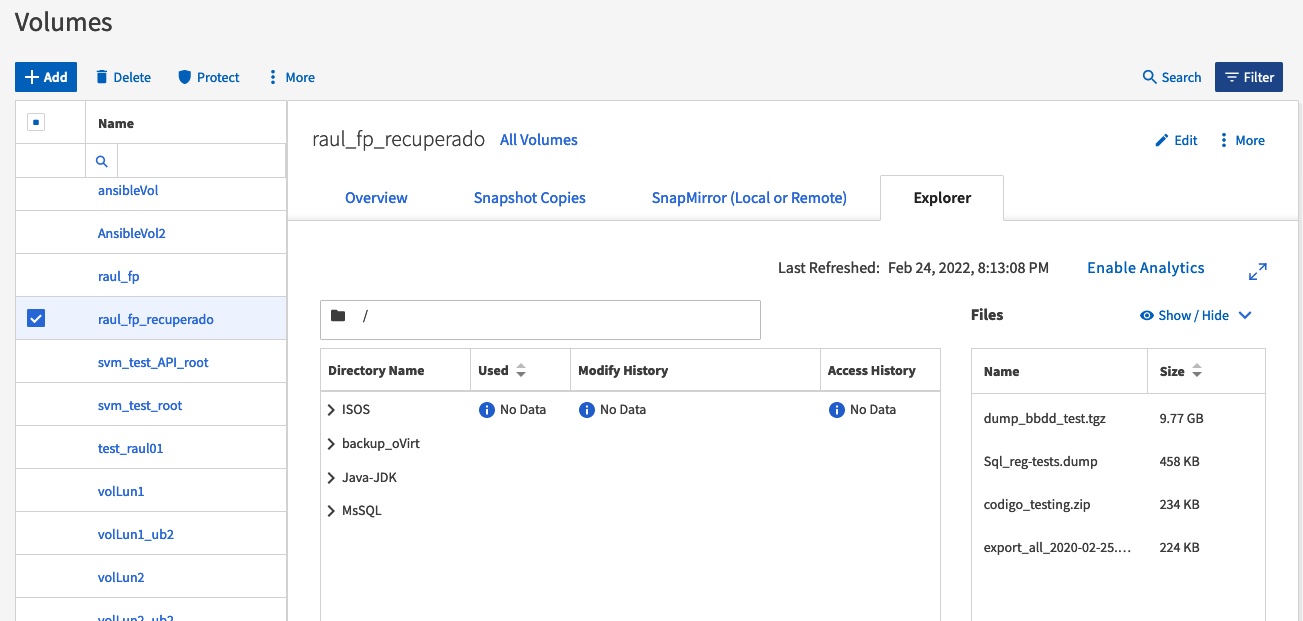 Volumes
Add Delete Protect More Search Filter
Name
ansibleVol
AnsibleVol2
raul_fp
raul_fp_recuperado
svm_test_API_root
svm_test_root
test_raul01
volLun1
volLun1_ub2
volLun2
volLun2_ub2
raul_fp_recuperado All Volumes Edit More
Overview Snapshot Copies SnapMirror (Local or Remote) Explorer
Last Refreshed: Feb 24, 2022, 8:13:08 PM Enable Analytics
/
Directory Name Used Modify History Access History
ISOS No Data No Data No Data
backup_oVirt
Java-JDK
MsSQL
Files Show / Hide
Name Size
dump_bbdd_test.tgz 9.77 GB
Sql_reg-tests.dump 458 KB
codigo_testing.zip 234 KB
export_all_2020-02-25.... 224 KB